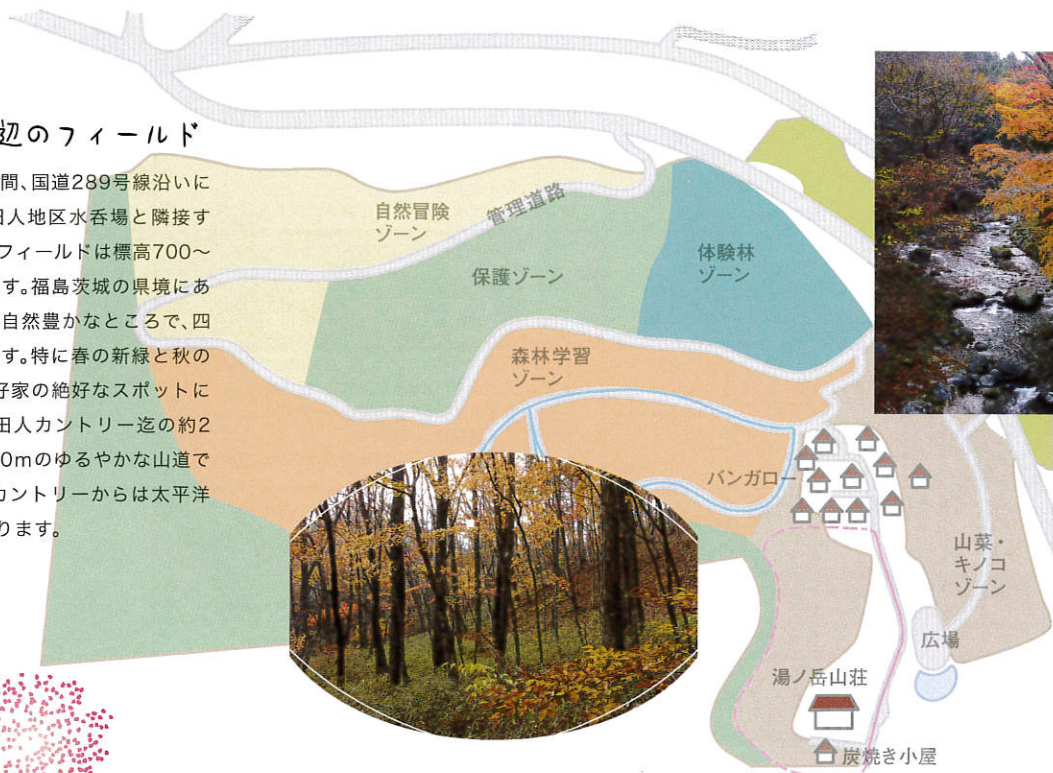 辺のフィールド
間、国道289号線沿いに
田人地区水呑場と隣接す
フィールドは標高700〜
す。福島茨城の県境にあ
自然豊かなところで、四
す。特に春の新緑と秋の
好家の絶好なスポットに
田人カントリー迄の約2
0mのゆるやかな山道で
カントリーからは太平洋
ります。
自然冒険
ゾーン
管理道路
保護ゾーン
体験林
ゾーン
森林学習
ゾーン
バンガロー
山菜・
キノコ
ゾーン
広場
湯ノ岳山荘
炭焼き小屋